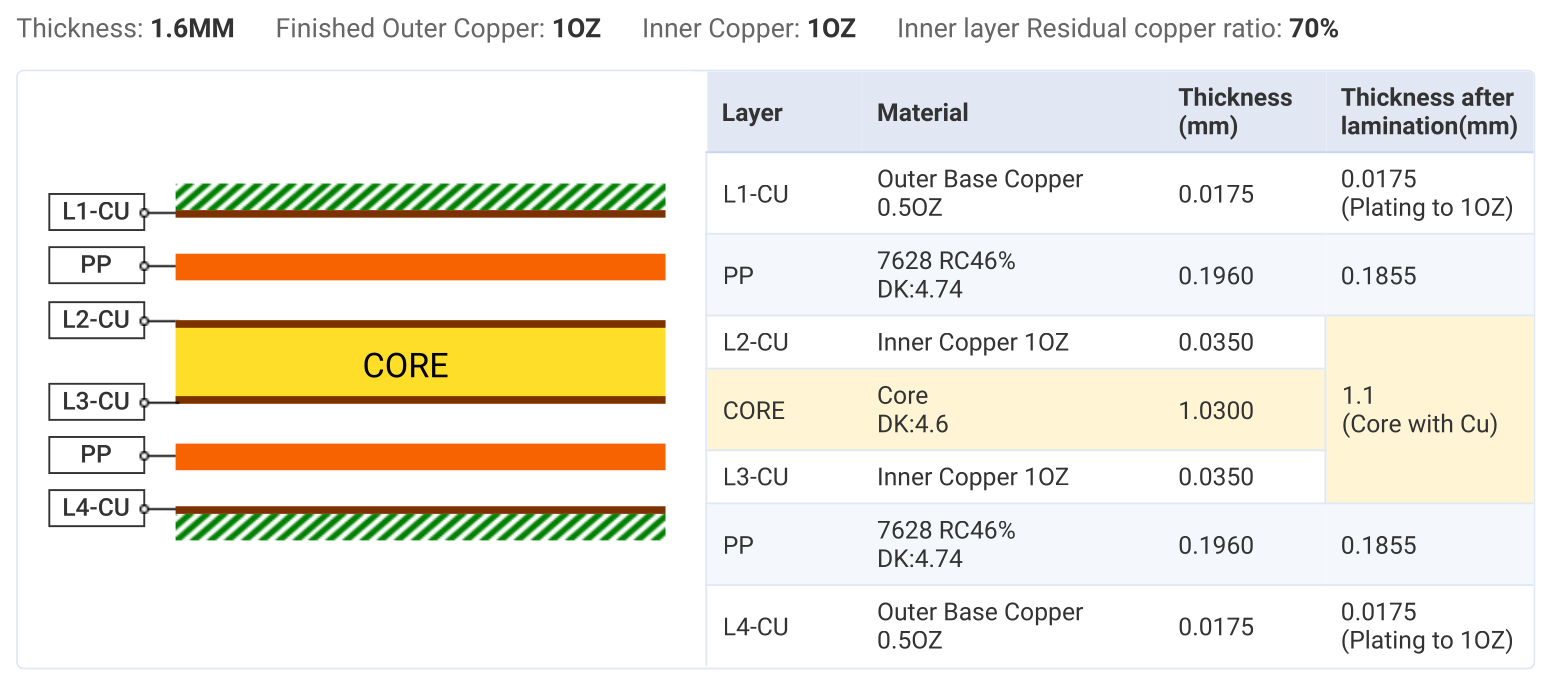 Thickness: 1.6MM Finished Outer Copper: 1OZ Inner Copper: 1OZ Inner layer Residual copper ratio: 70%
L1-CU
PP
L2-CU
CORE
L3-CU
PP
L4-CU
Layer Material Thickness (mm) Thickness after lamination(mm)
L1-CU Outer Base Copper 0.5OZ 0.0175 0.0175 (Plating to 1OZ)
PP 7628 RC46% DK:4.74 0.1960 0.1855
L2-CU Inner Copper 1OZ 0.0350
CORE Core DK:4.6 1.0300 1.1 (Core with Cu)
L3-CU Inner Copper 1OZ 0.0350
PP 7628 RC46% DK:4.74 0.1960 0.1855
L4-CU Outer Base Copper 0.5OZ 0.0175 0.0175 (Plating to 1OZ)